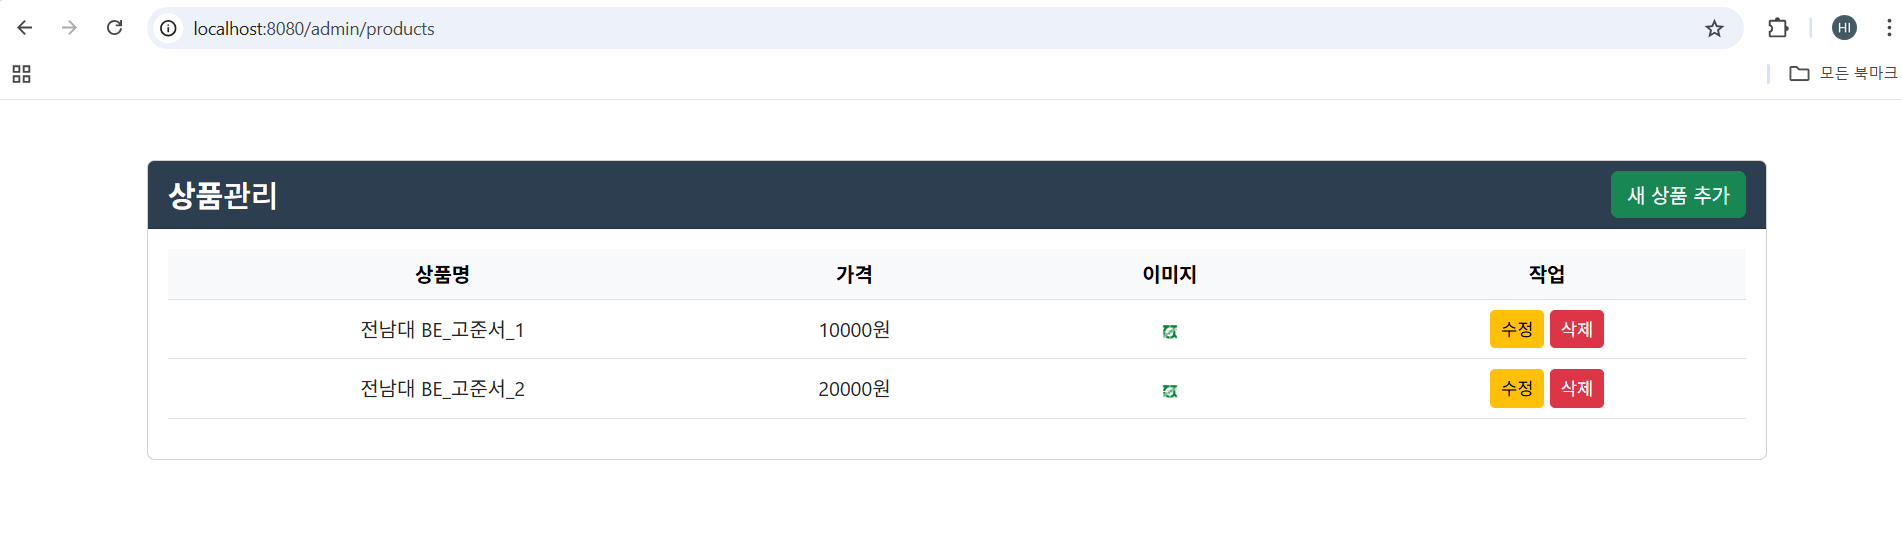 localhost:8080/admin/products
HI
모든 북마크
상품관리
새 상품 추가
상품명 가격 이미지 작업
전남대 BE_고준서_1 10000원 수정 삭제
전남대 BE_고준서_2 20000원 수정 삭제